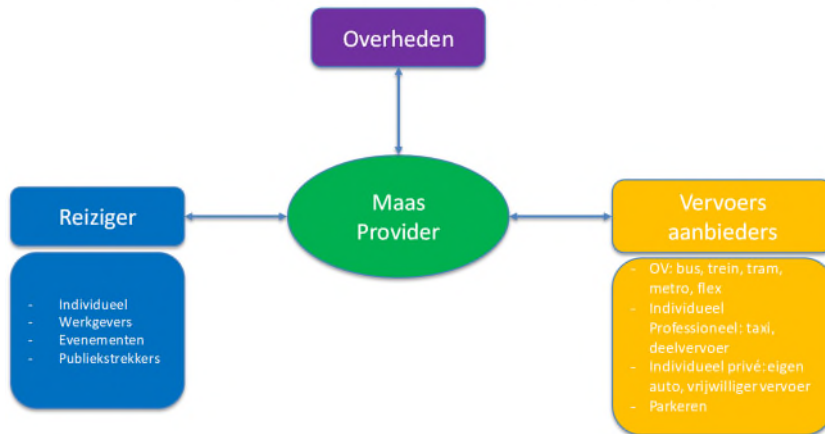 Overheden
Maas
Provider
Reiziger
- Individueel
- Werkgevers
- Evenementen
- Publiekstrekkers
Vervoers
aanbieders
- OV: bus, trein, tram,
metro, flex
- Individueel
Professioneel: taxi,
deelvervoer
- Individueel privé: eigen
auto, vrijwilliger vervoer
- Parkeren